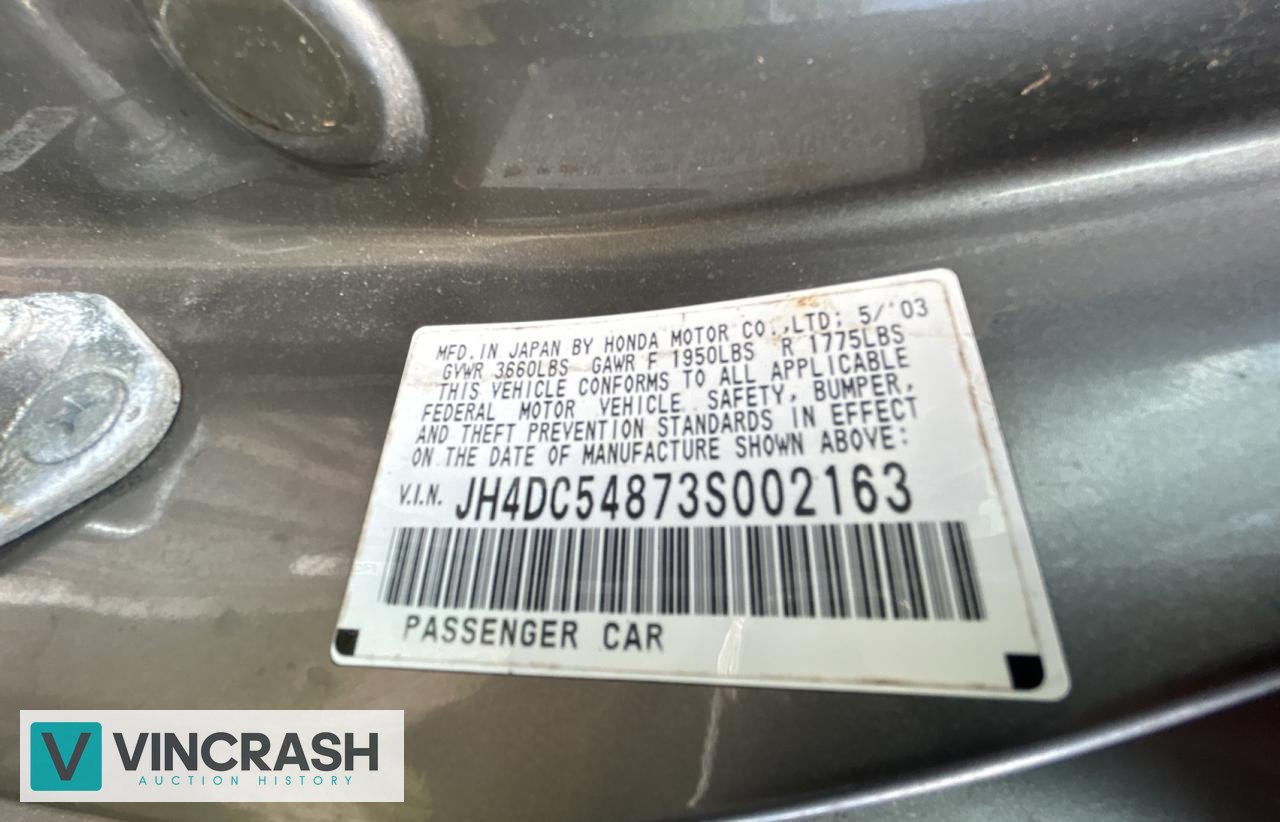 MFD. IN JAPAN BY HONDA MOTOR CO.,LTD; 5/'03
GVWR 3660LBS GAWR F 1950LBS R 1775LBS
THIS VEHICLE CONFORMS TO ALL APPLICABLE
FEDERAL MOTOR VEHICLE SAFETY, BUMPER,
AND THEFT PREVENTION STANDARDS IN EFFECT
ON THE DATE OF MANUFACTURE SHOWN ABOVE:
V.I.N. JH4DC54873S002163
PASSENGER CAR
V VINCRASH
AUCTION HISTORY